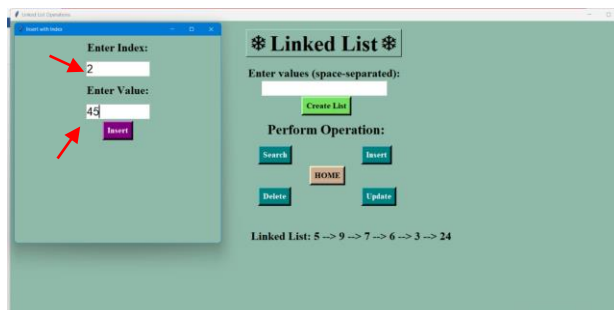 Linked List Operations
Insert with Index
Enter Index:
2
Enter Value:
45
Insert
❄ Linked List ❄
Enter values (space-separated):
Create List
Perform Operation:
Search
Insert
HOME
Delete
Update
Linked List: 5 --> 9 --> 7 --> 6 --> 3 --> 24